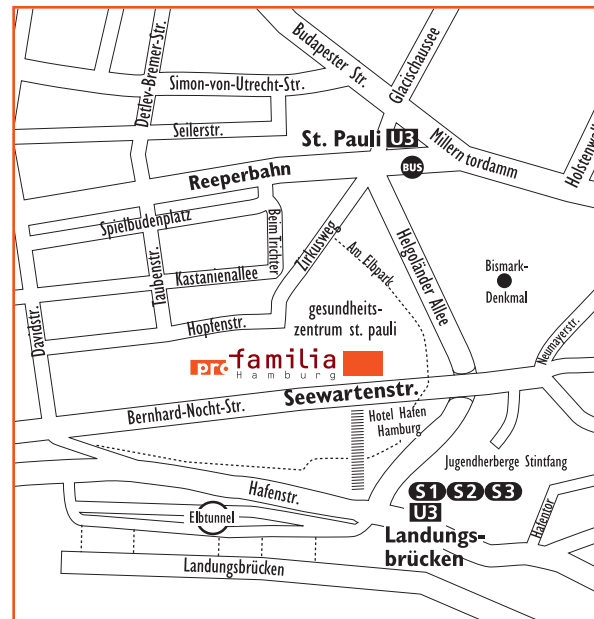 Budapester Str.
Glacischaussee
Detlev-Bremer-Str.
Simon-von-Utrecht-Str.
Seilerstr.
St. Pauli U3
Millern tordamm
Holstenwall
BUS
Reeperbahn
Spielbudenplatz
Beim Trichter
Zirkusweg
Am Elbpark
Helgoländer Allee
Taubenstr.
Kastanienallee
Bismark-
Denkmal
Davidstr.
Hopfenstr.
gesundheits-
zentrum st. pauli
Neumayerstr.
pro familia
Hamburg
Seewartenstr.
Bernhard-Nocht-Str.
Hotel Hafen
Hamburg
Jugendherberge Stintfang
Hafenstr.
S1 S2 S3
U3
Hafentor
Elbtunnel
Landungs-
brücken
Landungsbrücken